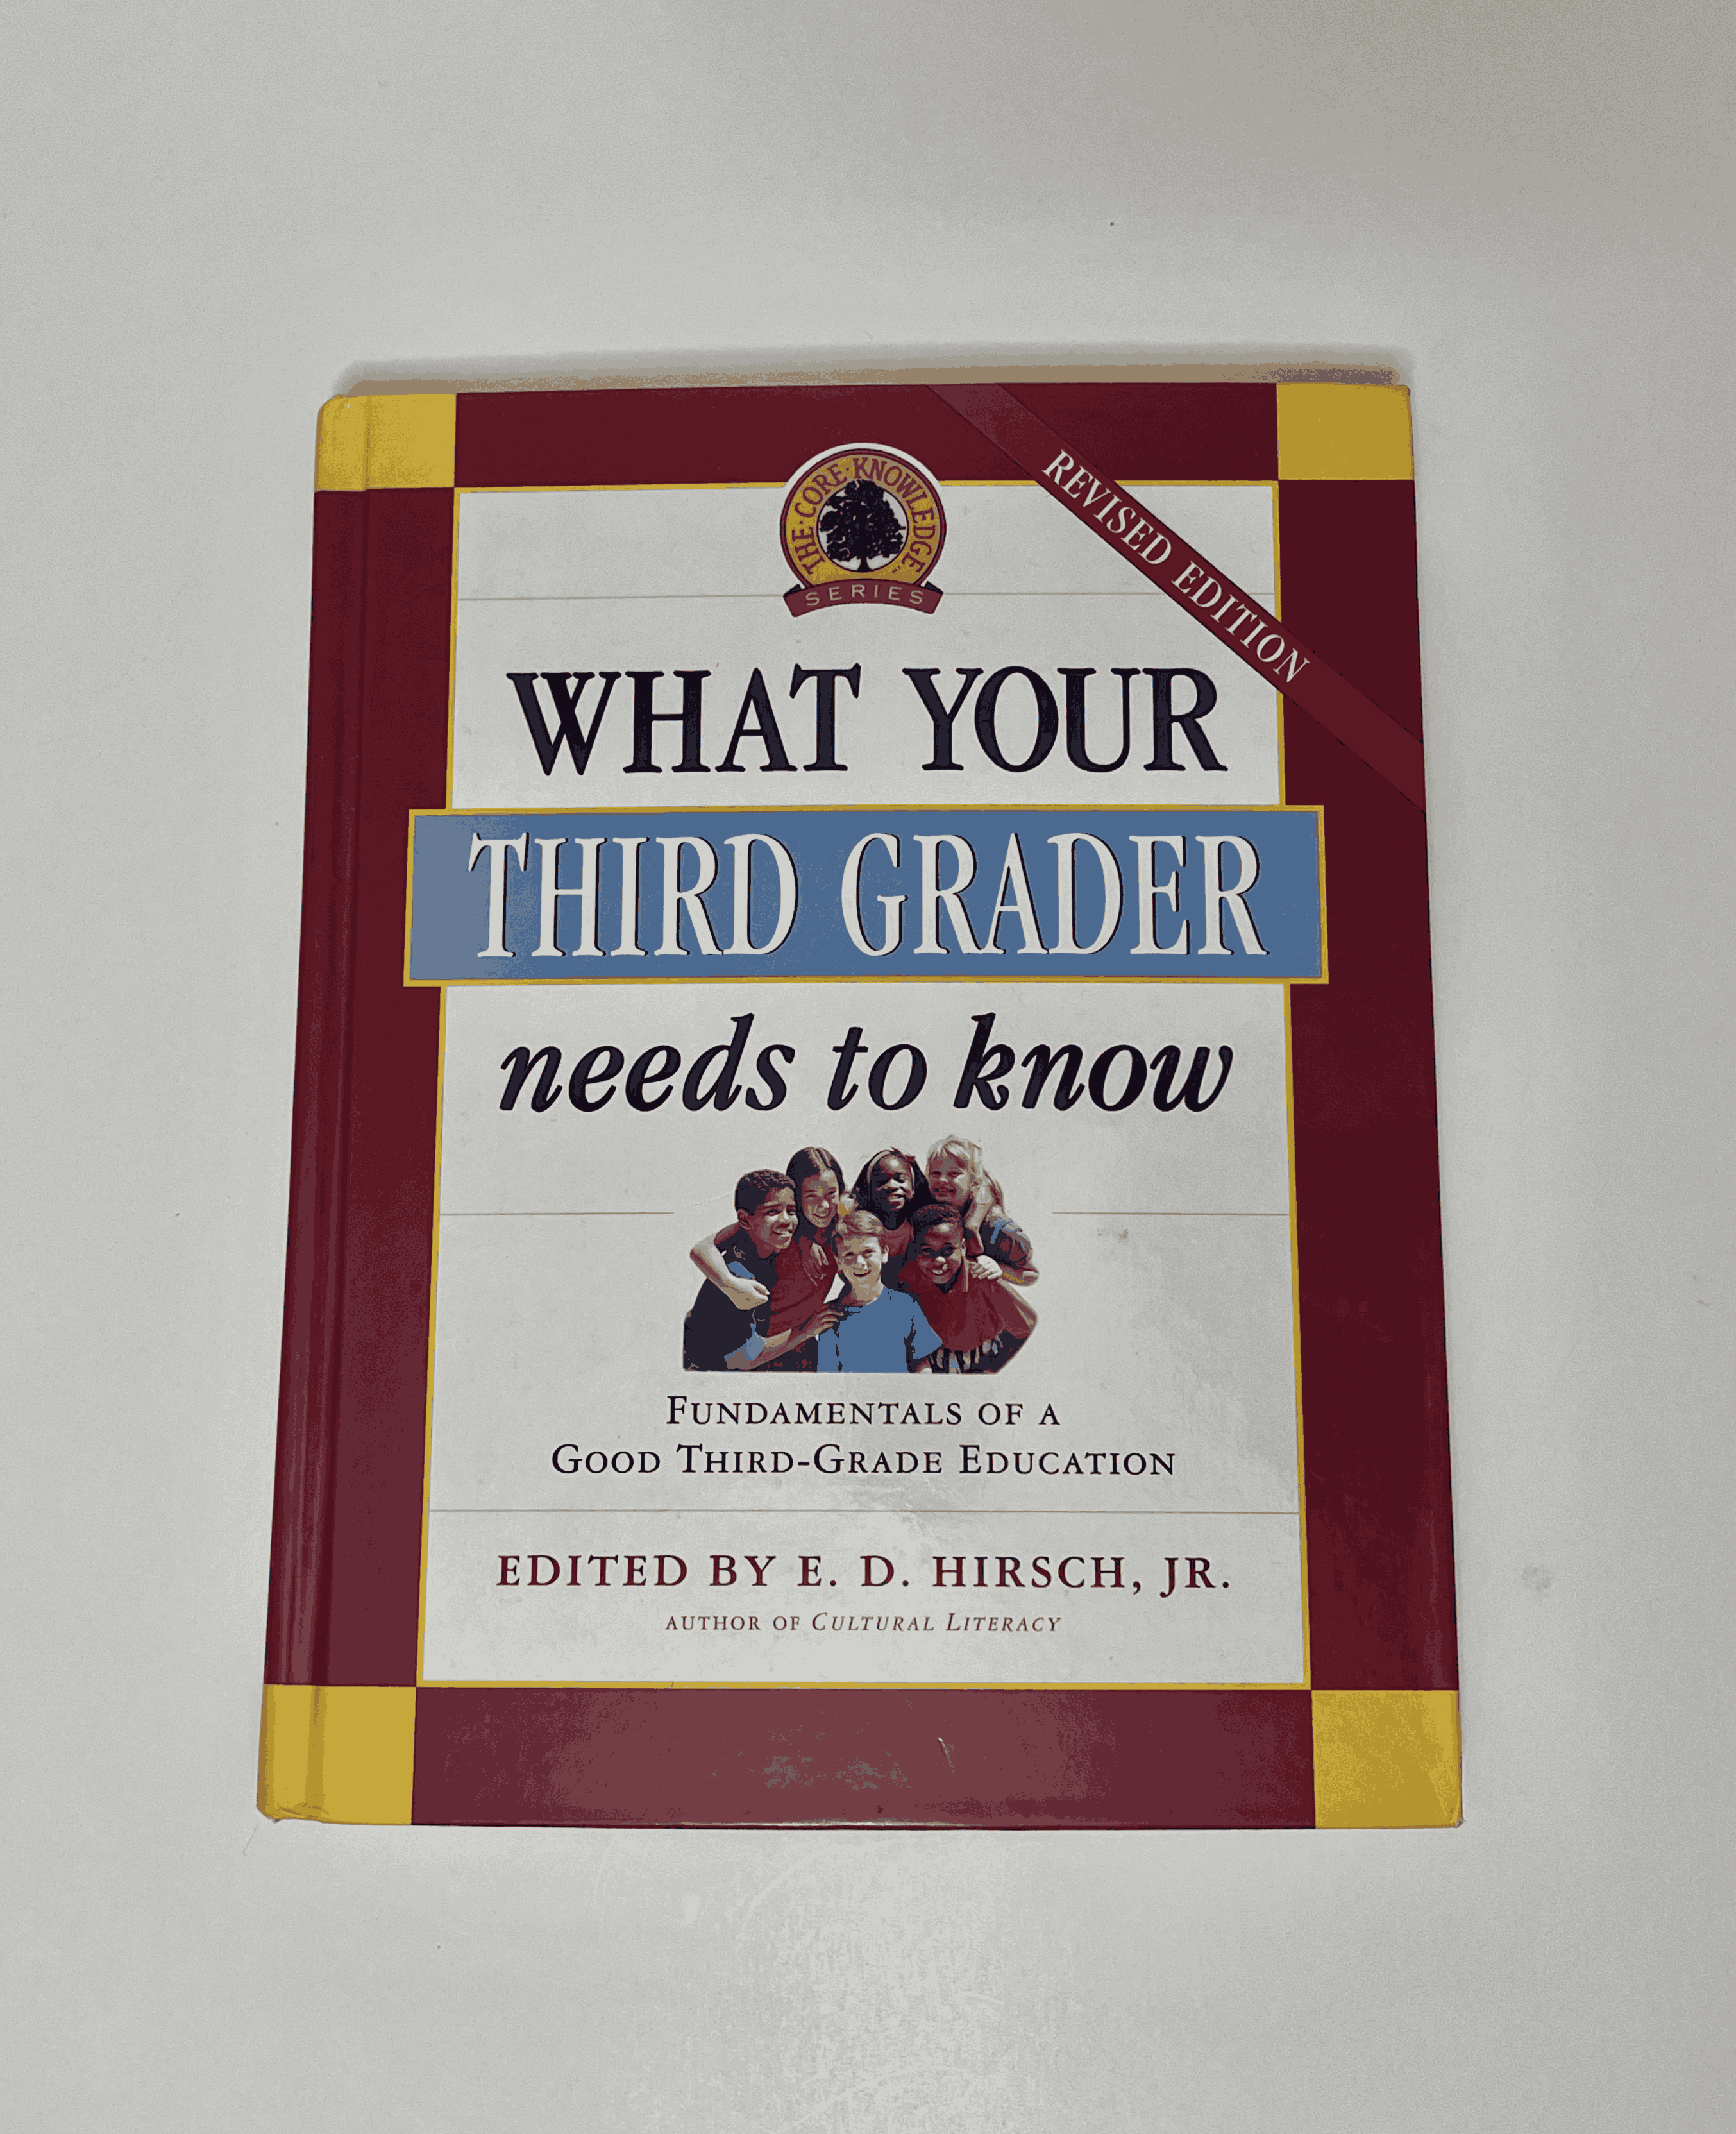 THE·CORE·KNOWLEDGE™
SERIES
REVISED EDITION
WHAT YOUR
THIRD GRADER
needs to know
FUNDAMENTALS OF A
GOOD THIRD-GRADE EDUCATION
EDITED BY E. D. HIRSCH, JR.
AUTHOR OF CULTURAL LITERACY